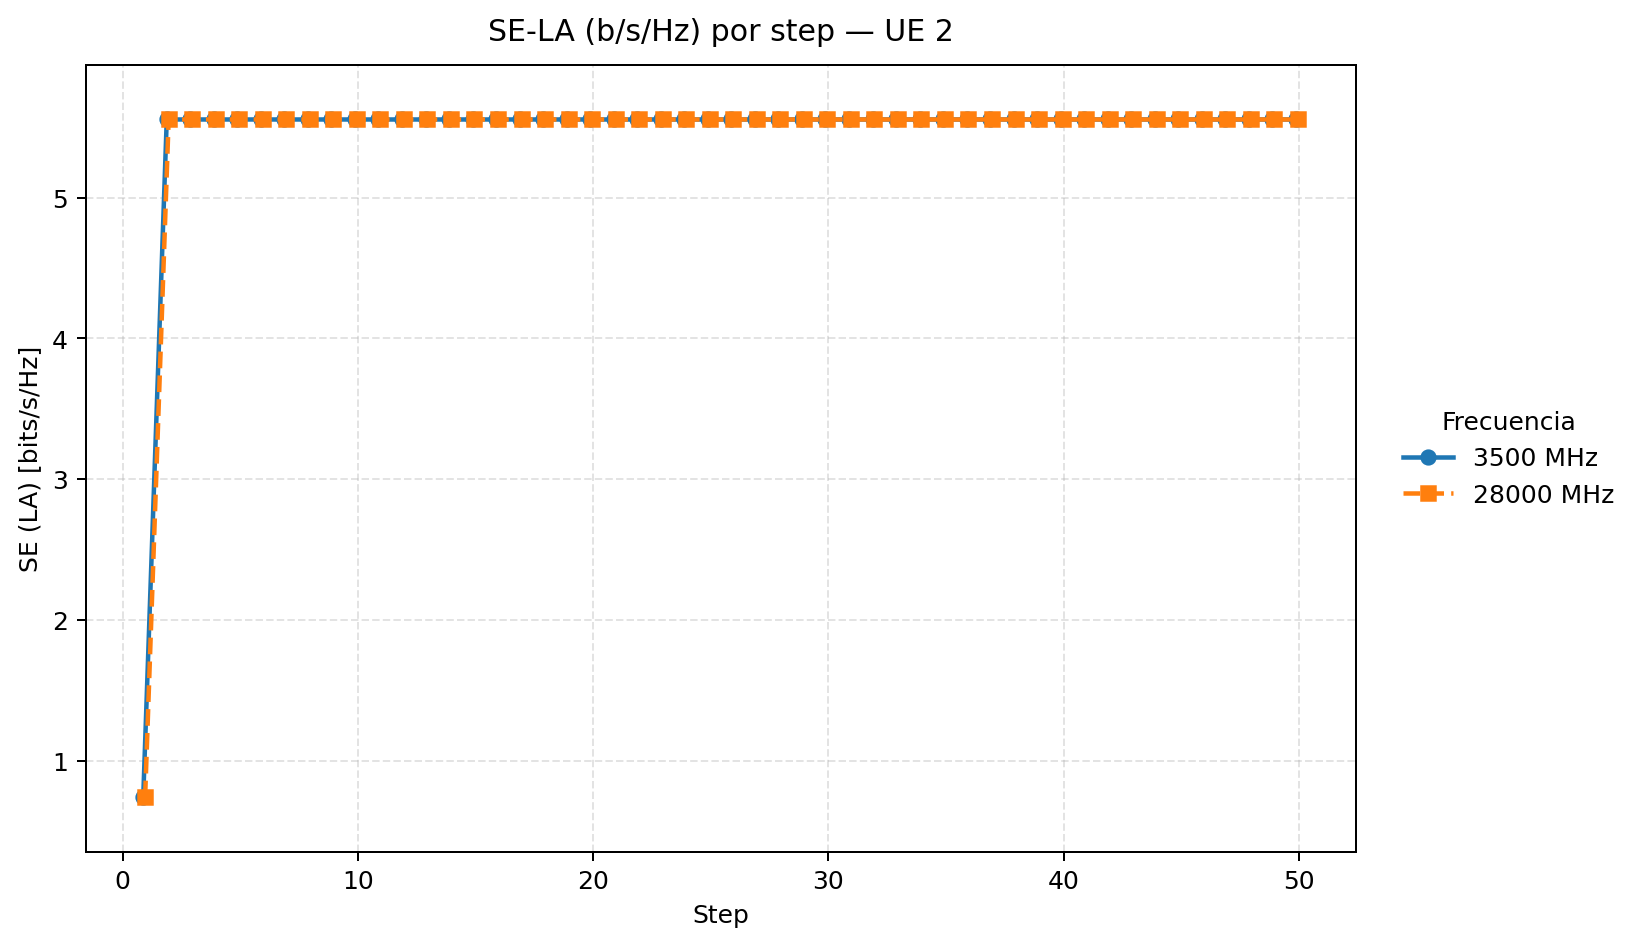 SE-LA (b/s/Hz) por step — UE 2
SE (LA) [bits/s/Hz]
5
4
3
2
1
0 10 20 30 40 50
Step
Frecuencia
3500 MHz
28000 MHz